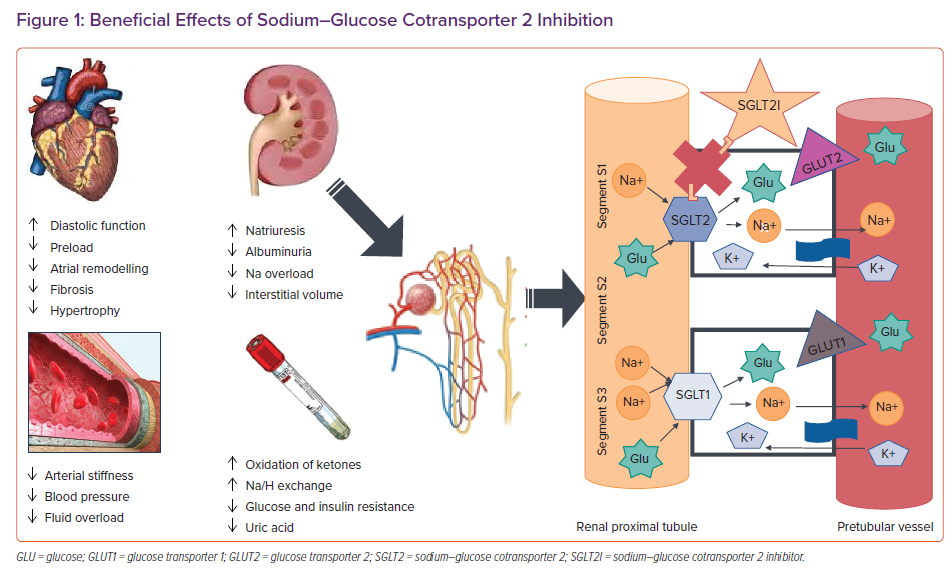 Figure 1: Beneficial Effects of Sodium–Glucose Cotransporter 2 Inhibition
↑ Diastolic function
↓ Preload
↓ Atrial remodelling
↓ Fibrosis
↓ Hypertrophy
↑ Natriuresis
↓ Albuminuria
↓ Na overload
↓ Interstitial volume
↓ Arterial stiffness
↓ Blood pressure
↓ Fluid overload
↑ Oxidation of ketones
↑ Na/H exchange
↓ Glucose and insulin resistance
↓ Uric acid
Segment S1
Segment S2
Segment S3
SGLT2I
Na+
SGLT2
Glu
Glu
Na+
K+
GLUT2
Glu
Na+
K+
Na+
Na+
SGLT1
Glu
Glu
Na+
K+
GLUT1
Glu
Na+
K+
Renal proximal tubule
Pretubular vessel
GLU = glucose; GLUT1 = glucose transporter 1; GLUT2 = glucose transporter 2; SGLT2 = sodium–glucose cotransporter 2; SGLT2I = sodium–glucose cotransporter 2 inhibitor.